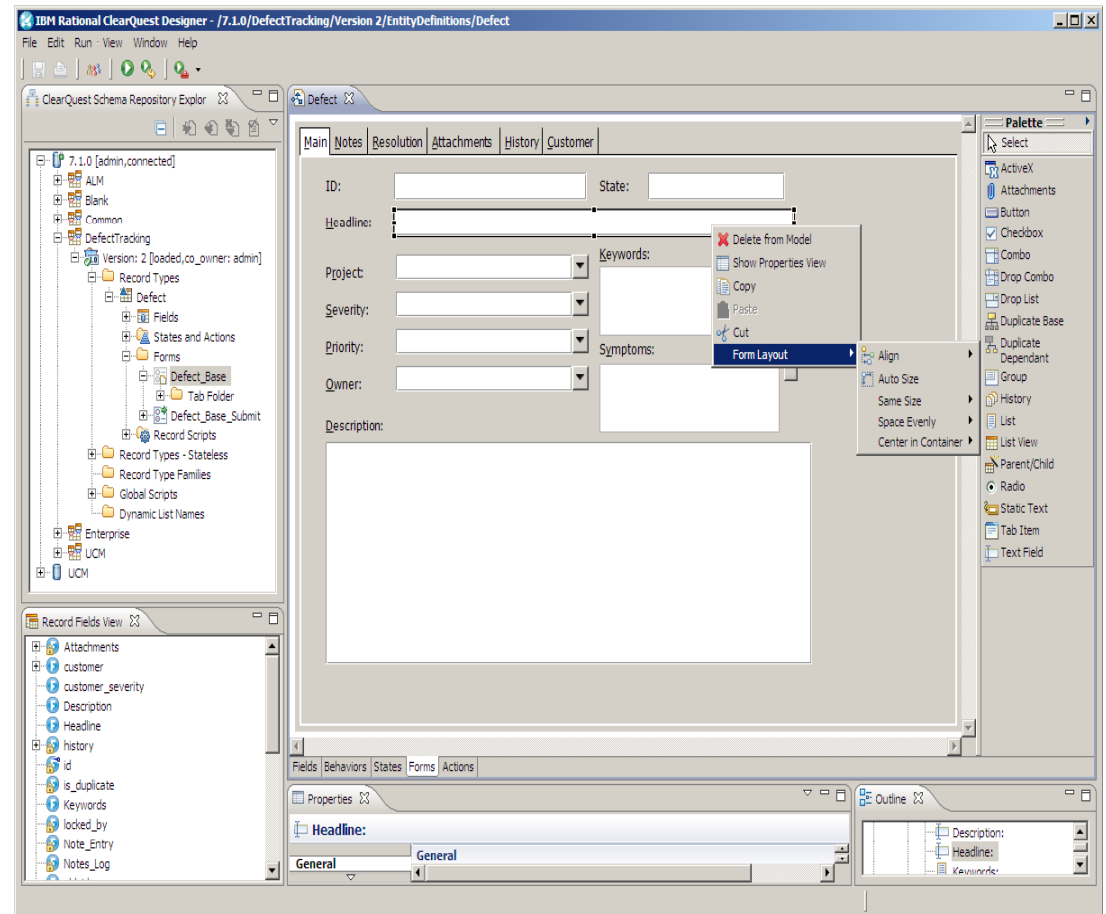 IBM Rational ClearQuest Designer - /7.1.0/DefectTracking/Version 2/EntityDefinitions/Defect
File Edit Run View Window Help
ClearQuest Schema Repository Explor
7.1.0 [admin,connected]
ALM
Blank
Common
DefectTracking
Version: 2 [loaded,co_owner: admin]
Record Types
Defect
Fields
States and Actions
Forms
Defect_Base
Tab Folder
Defect_Base_Submit
Record Scripts
Record Types - Stateless
Record Type Families
Global Scripts
Dynamic List Names
Enterprise
UCM
UCM
Record Fields View
Attachments
customer
customer_severity
Description
Headline
history
id
is_duplicate
Keywords
locked_by
Note_Entry
Notes_Log
Defect
Main Notes Resolution Attachments History Customer
ID: State:
Headline:
Project:
Keywords:
Severity:
Priority:
Symptoms:
Owner:
Description:
Delete from Model
Show Properties View
Copy
Paste
Cut
Form Layout
Align
Auto Size
Same Size
Space Evenly
Center in Container
Palette
Select
ActiveX
Attachments
Button
Checkbox
Combo
Drop Combo
Drop List
Duplicate Base
Duplicate
Dependant
Group
History
List
List View
Parent/Child
Radio
Static Text
Tab Item
Text Field
Fields Behaviors States Forms Actions
Properties
Headline:
General
General
Outline
Description:
Headline:
Keywords: